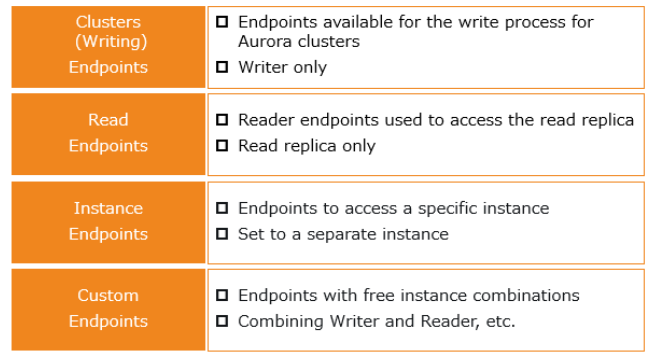 Clusters
(Writing)
Endpoints
Endpoints available for the write process for
Aurora clusters
Writer only
Read
Endpoints
Reader endpoints used to access the read replica
Read replica only
Instance
Endpoints
Endpoints to access a specific instance
Set to a separate instance
Custom
Endpoints
Endpoints with free instance combinations
Combining Writer and Reader, etc.